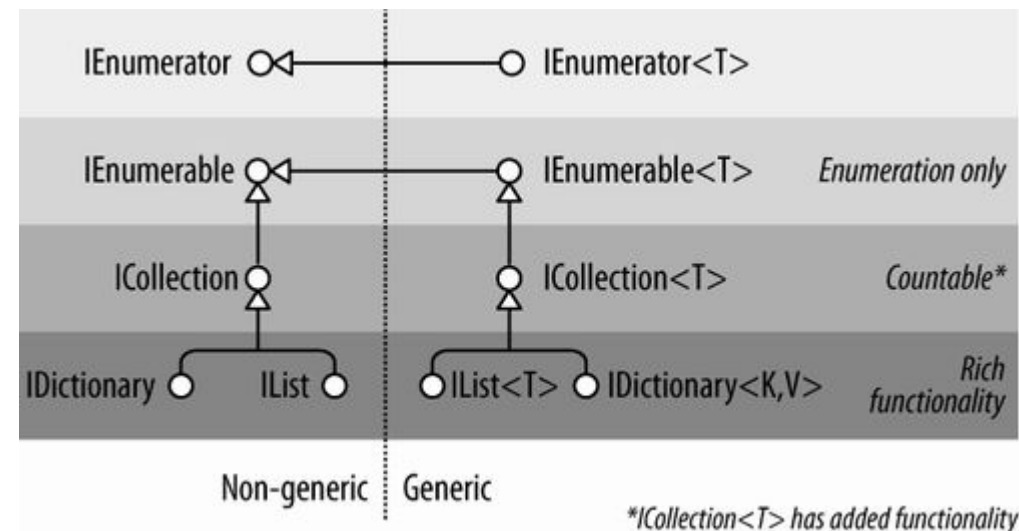 IEnumerator IEnumerator<T>
IEnumerable IEnumerable<T> Enumeration only
ICollection ICollection<T> Countable*
IDictionary IList IList<T> IDictionary<K,V> Rich
functionality
Non-generic Generic
*ICollection<T> has added functionality